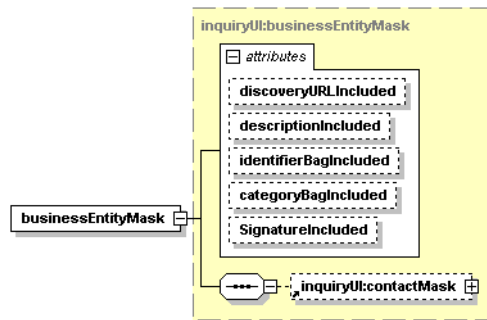 inquiryUI:businessEntityMask
attributes
discoveryURLIncluded
descriptionIncluded
identifierBagIncluded
categoryBagIncluded
SignatureIncluded
businessEntityMask
inquiryUI:contactMask